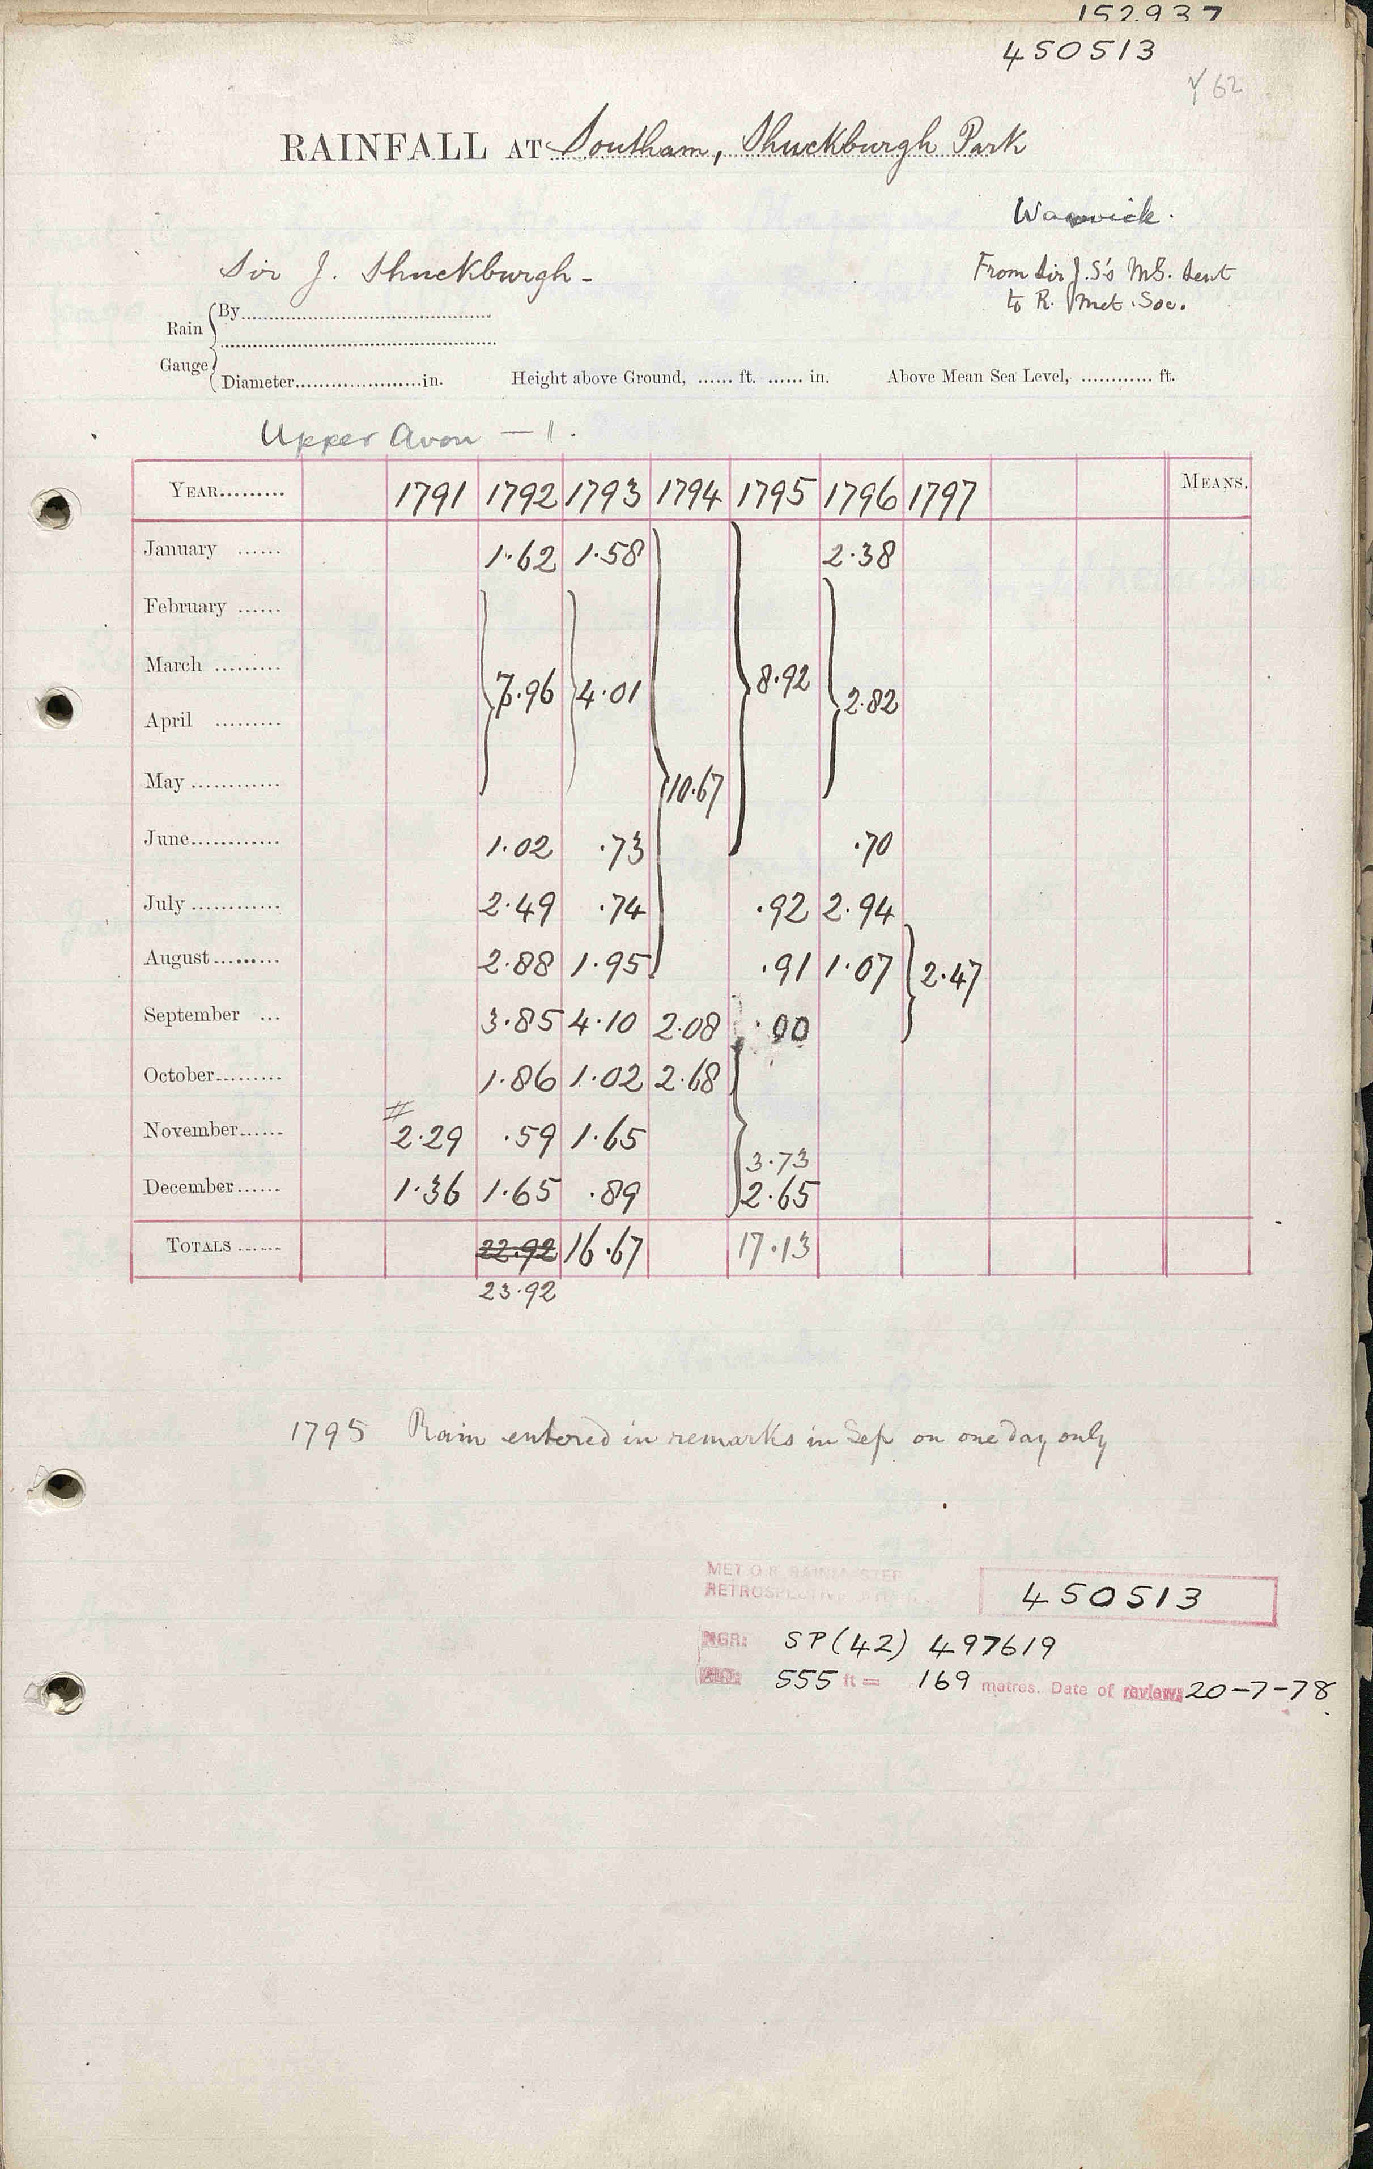 152937
450513
RAINFALL AT Southam, Shuckburgh Park
Warwick.
Sir J. Shuckburgh -
From Sir J.S's MS. sent
to R. Met. Soc.
Rain Gauge
By
Diameter in.
Height above Ground, ...... ft. ...... in.
Above Mean Sea Level, ............ ft.
Upper Avon — 1.
YEAR......... 1791 1792 1793 1794 1795 1796 1797 MEANS.
January ...... 1.62 1.58 2.38
February ......
March ......... 7.96 4.01 8.92
April ......... 2.82
May ............ 10.67
June............ 1.02 .73 .70
July ............ 2.49 .74 .92 2.94
August......... 2.88 1.95 .91 1.07 2.47
September ... 3.85 4.10 2.08 .00
October......... 1.86 1.02 2.68
November...... 2.29 .59 1.65 3.73
December...... 1.36 1.65 .89 2.65
TOTALS ...... 22.92 16.67 17.13
23.92
1795 Rain entered in remarks in Sep on one day only
RETROSPECTIVE
450513
NGR: SP(42) 497619
555 ft = 169 metres. Date of review: 20-7-78